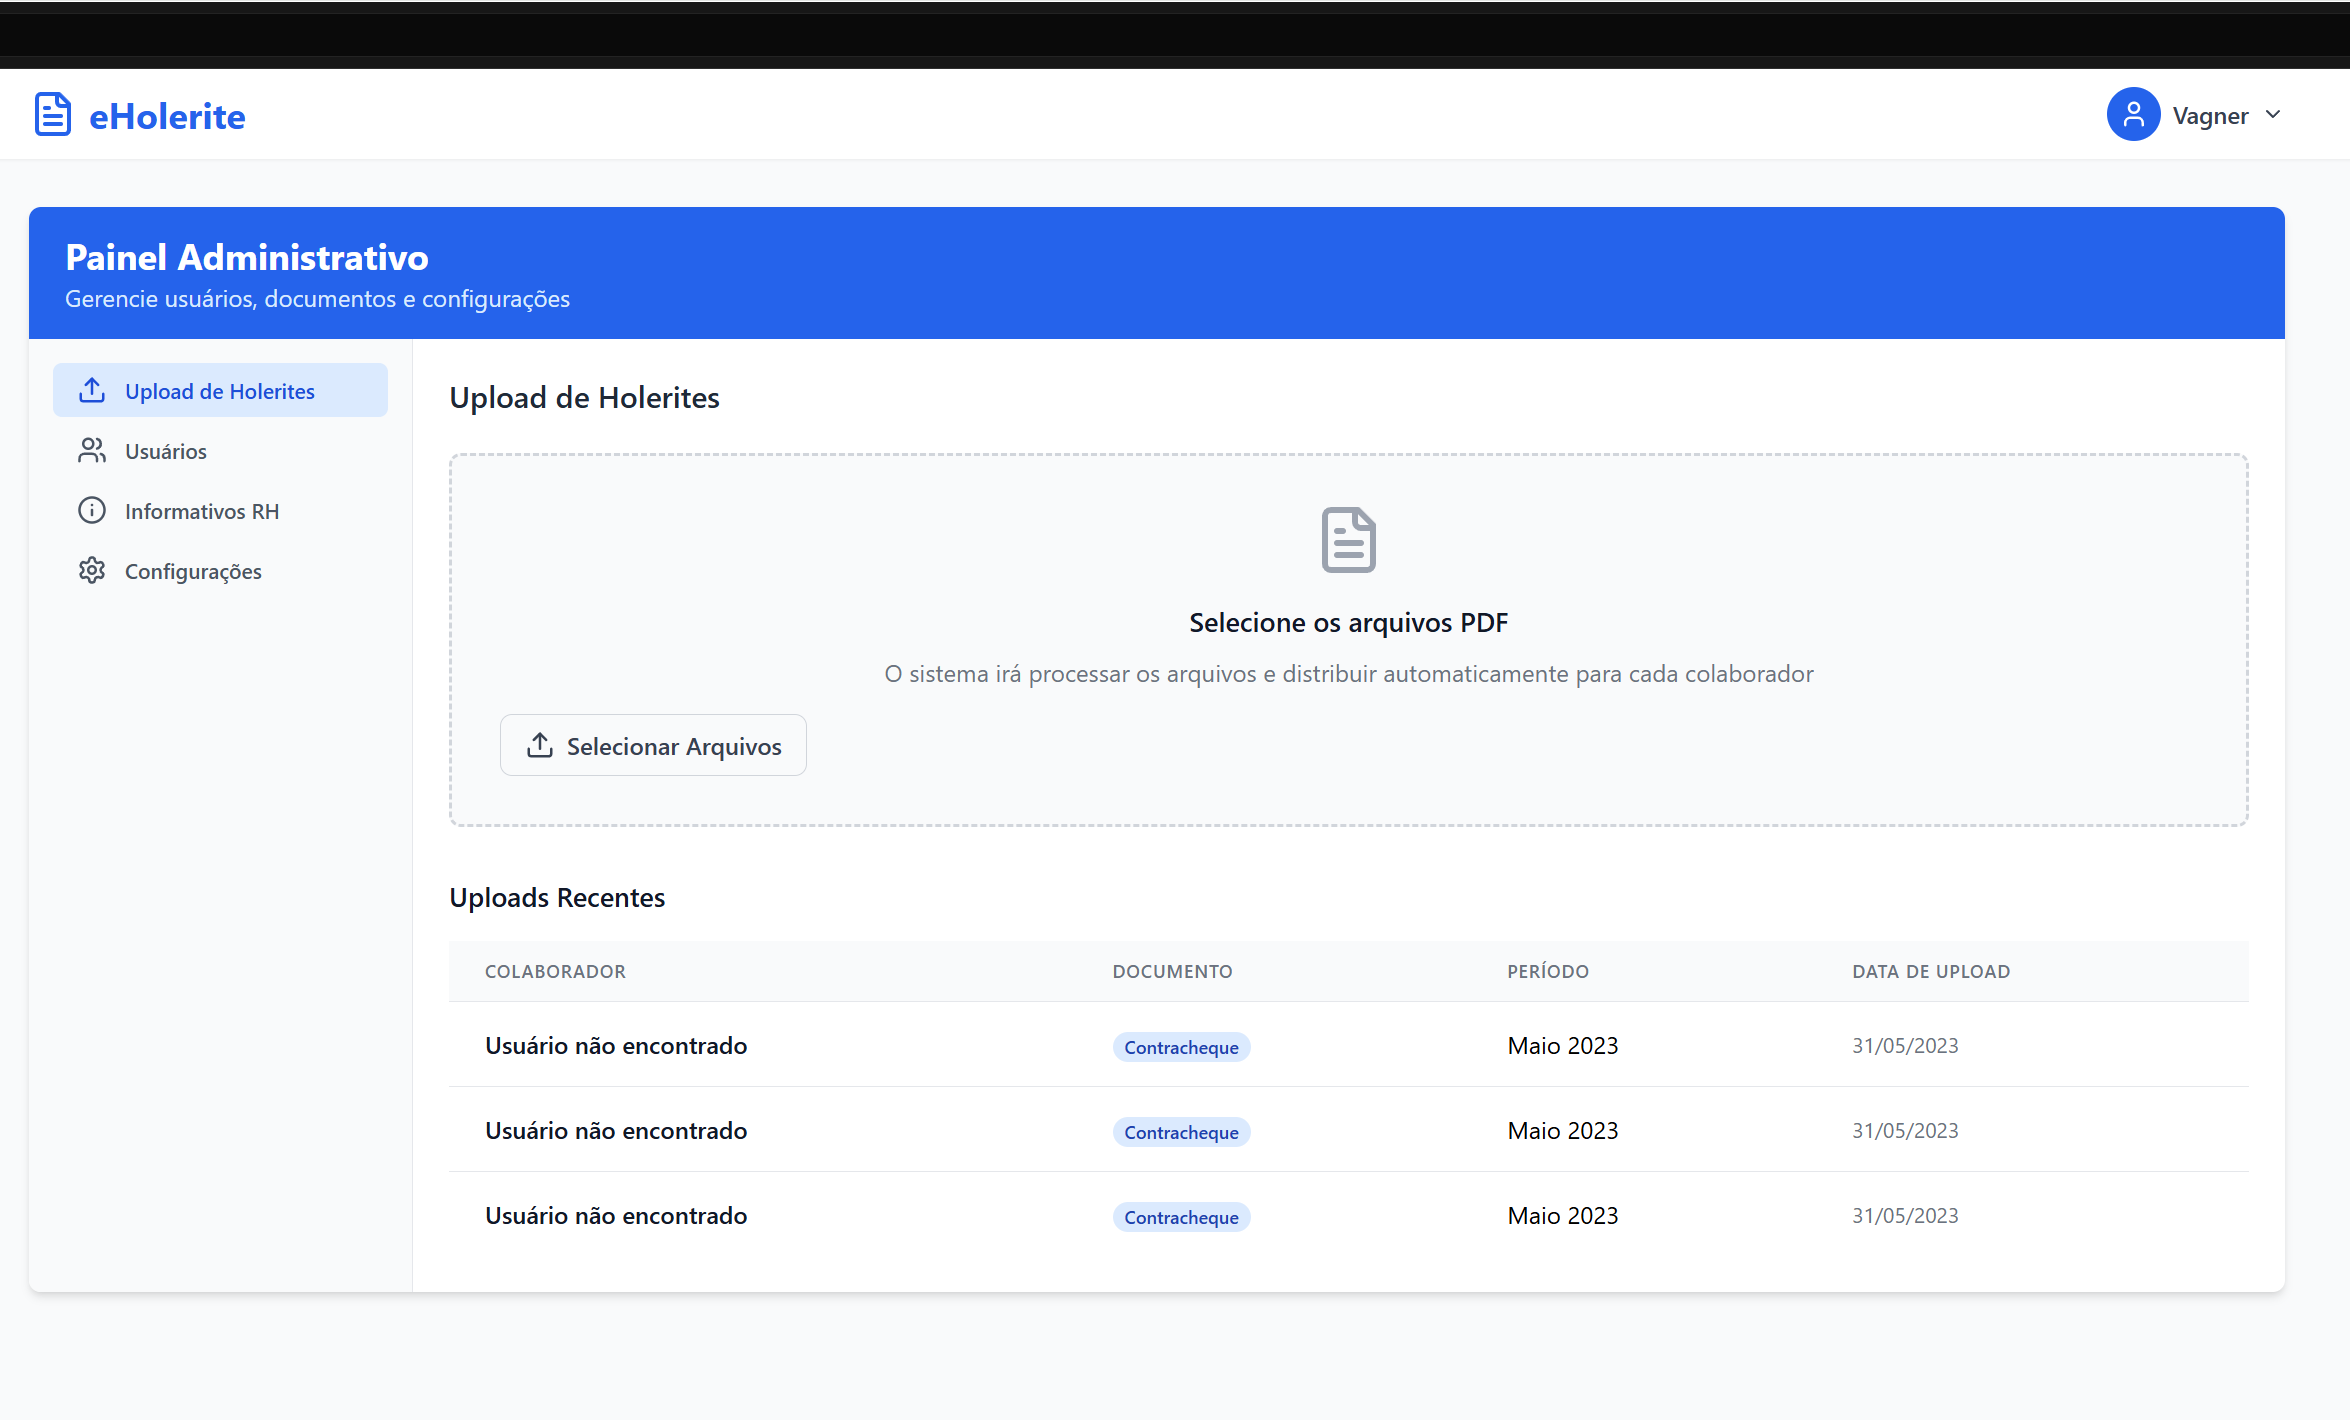 eHolerite
Vagner
Painel Administrativo
Gerencie usuários, documentos e configurações
Upload de Holerites
Usuários
Informativos RH
Configurações
Upload de Holerites
Selecione os arquivos PDF
O sistema irá processar os arquivos e distribuir automaticamente para cada colaborador
Selecionar Arquivos
Uploads Recentes
COLABORADOR DOCUMENTO PERÍODO DATA DE UPLOAD
Usuário não encontrado Contracheque Maio 2023 31/05/2023
Usuário não encontrado Contracheque Maio 2023 31/05/2023
Usuário não encontrado Contracheque Maio 2023 31/05/2023